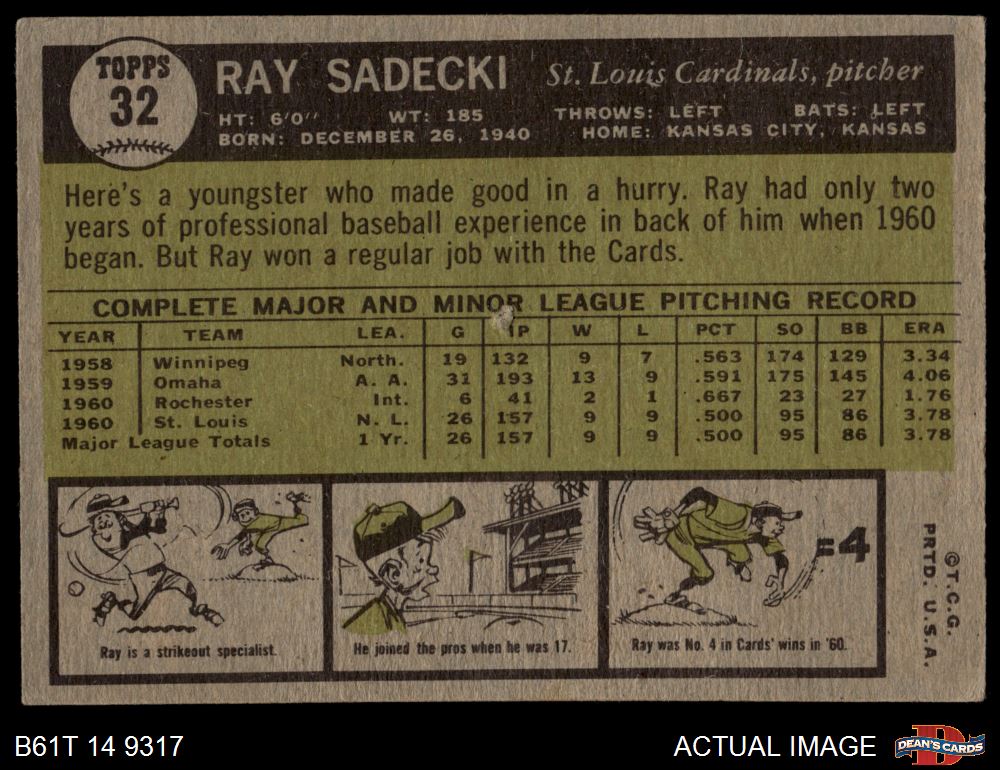 TOPPS
32
RAY SADECKI St. Louis Cardinals, pitcher
HT: 6'0" WT: 185 THROWS: LEFT BATS: LEFT
BORN: DECEMBER 26, 1940 HOME: KANSAS CITY, KANSAS
Here's a youngster who made good in a hurry. Ray had only two
years of professional baseball experience in back of him when 1960
began. But Ray won a regular job with the Cards.
COMPLETE MAJOR AND MINOR LEAGUE PITCHING RECORD
YEAR TEAM LEA. G IP W L PCT SO BB ERA
1958 Winnipeg North. 19 132 9 7 .563 174 129 3.34
1959 Omaha A. A. 31 193 13 9 .591 175 145 4.06
1960 Rochester Int. 6 41 2 1 .667 23 27 1.76
1960 St. Louis N. L. 26 157 9 9 .500 95 86 3.78
Major League Totals 1 Yr. 26 157 9 9 .500 95 86 3.78
Ray is a strikeout specialist.
He joined the pros when he was 17.
#4
Ray was No. 4 in Cards' wins in '60.
©T.C.G.
PRTD. U.S.A.
B61T 14 9317 ACTUAL IMAGE
DEAN'S CARDS